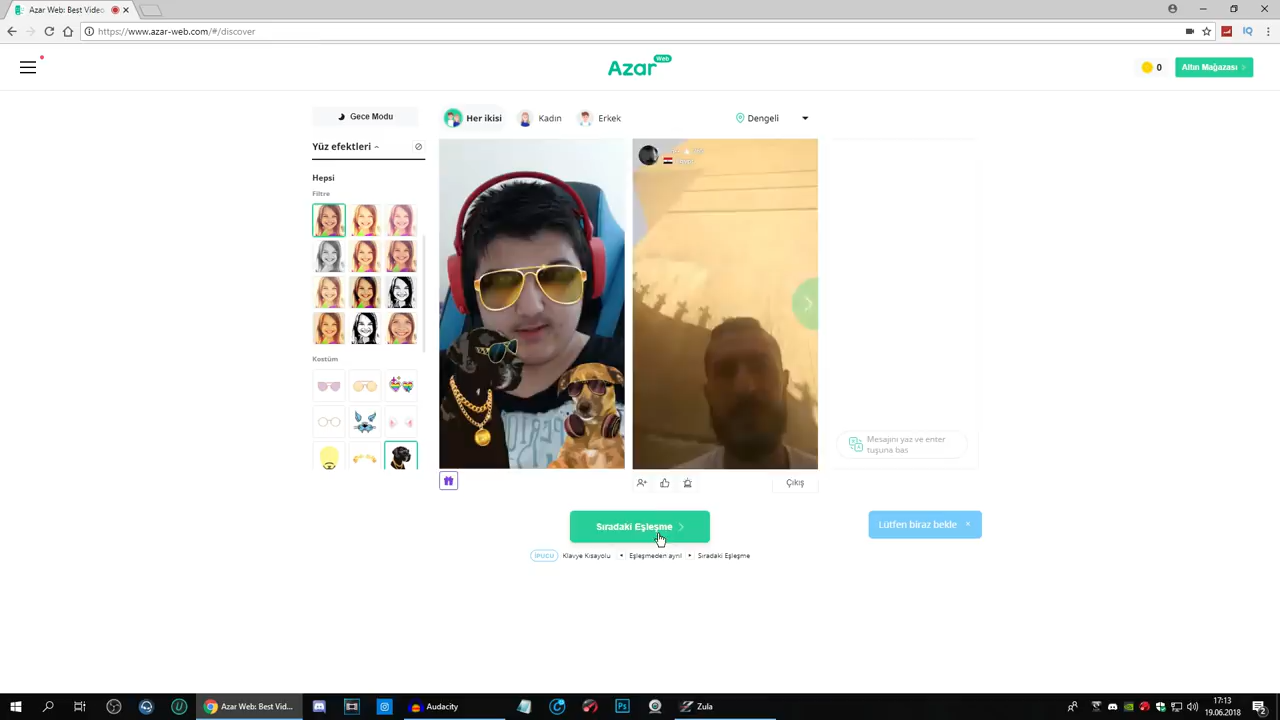 Azar Web: Best Video
https://www.azar-web.com/#/discover
IQ
Azar Web
0
Altın Mağazası
Gece Modu
Her ikisi
Kadın
Erkek
Dengeli
Yüz efektleri
Hepsi
Filtre
Kostüm
Mesajını yaz ve enter
tuşuna bas
Çıkış
Sıradaki Eşleşme
Lütfen biraz bekle
İPUCU
Klavye Kısayolu • Eşleşmeden ayrıl • Sıradaki Eşleşme
Azar Web: Best Vid...
Audacity
Ps
Zula
17:13
19.06.2018
2